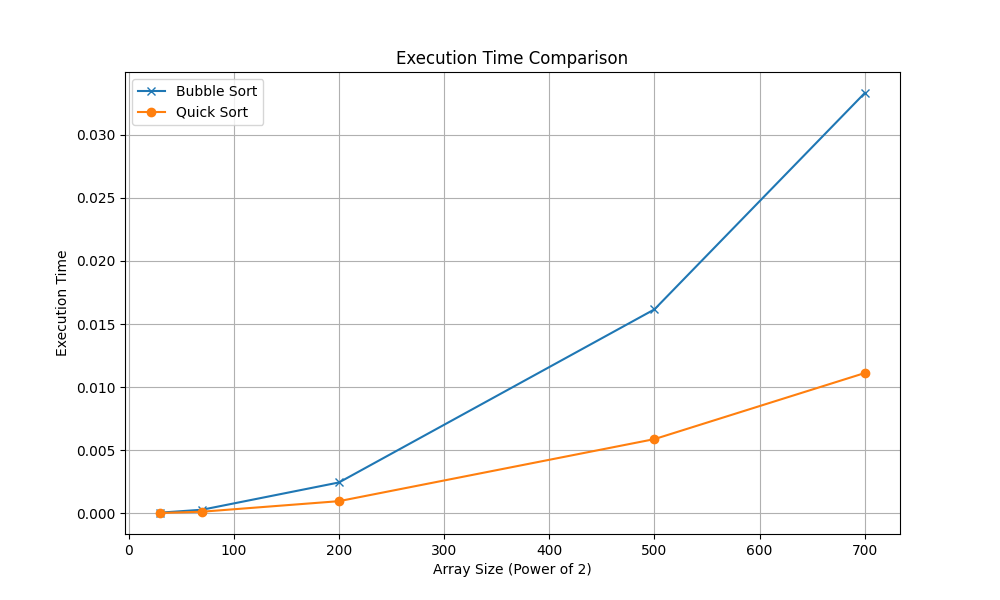 Execution Time Comparison
Bubble Sort
Quick Sort
Execution Time
0.030
0.025
0.020
0.015
0.010
0.005
0.000
0 100 200 300 400 500 600 700
Array Size (Power of 2)